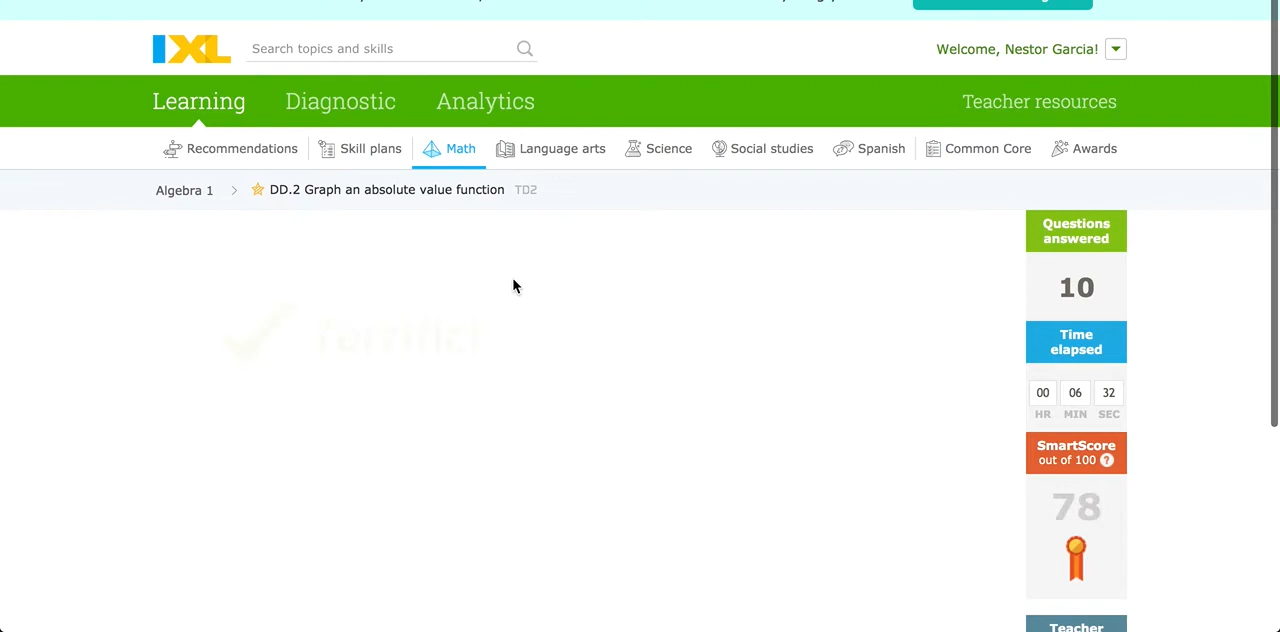 IXL
Search topics and skills
Welcome, Nestor Garcia!
Learning
Diagnostic
Analytics
Teacher resources
Recommendations
Skill plans
Math
Language arts
Science
Social studies
Spanish
Common Core
Awards
Algebra 1
DD.2 Graph an absolute value function TD2
Questions
answered
10
Terrific!
Time
elapsed
00 06 32
HR MIN SEC
SmartScore
out of 100 ?
78
Teacher